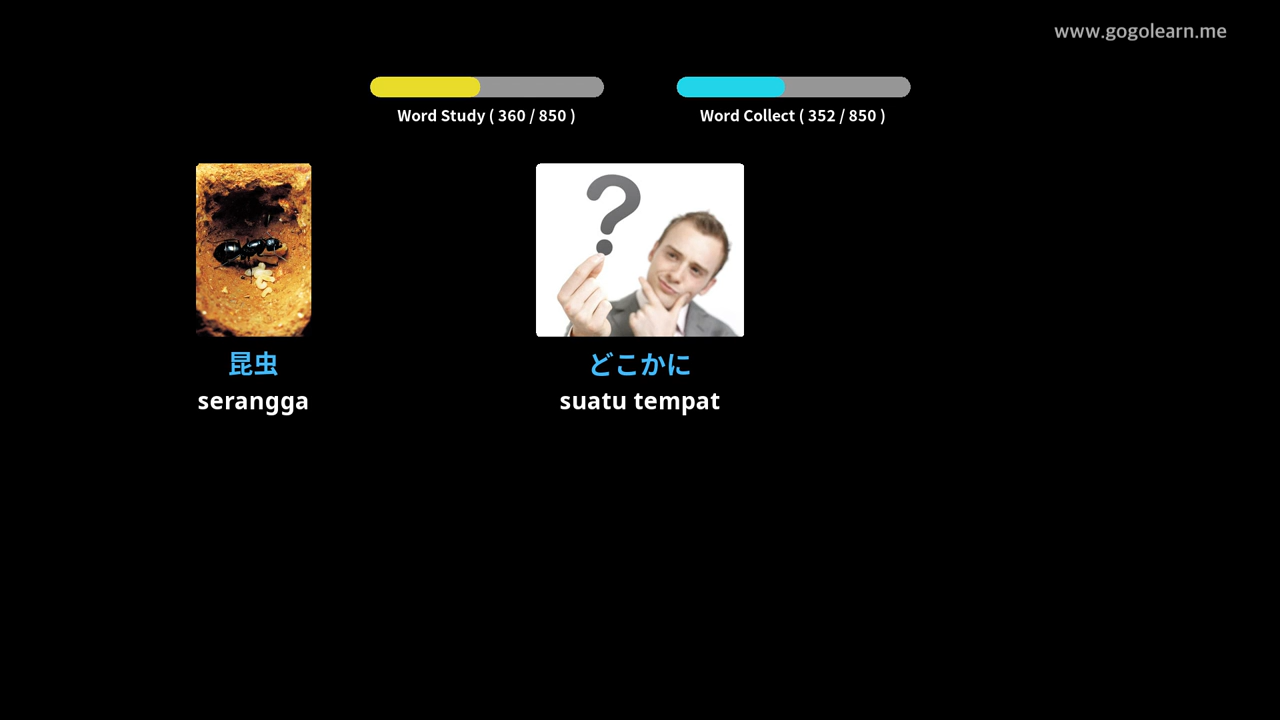 www.gogolearn.me
Word Study ( 360 / 850 )
Word Collect ( 352 / 850 )
昆虫
serangga
どこかに
suatu tempat